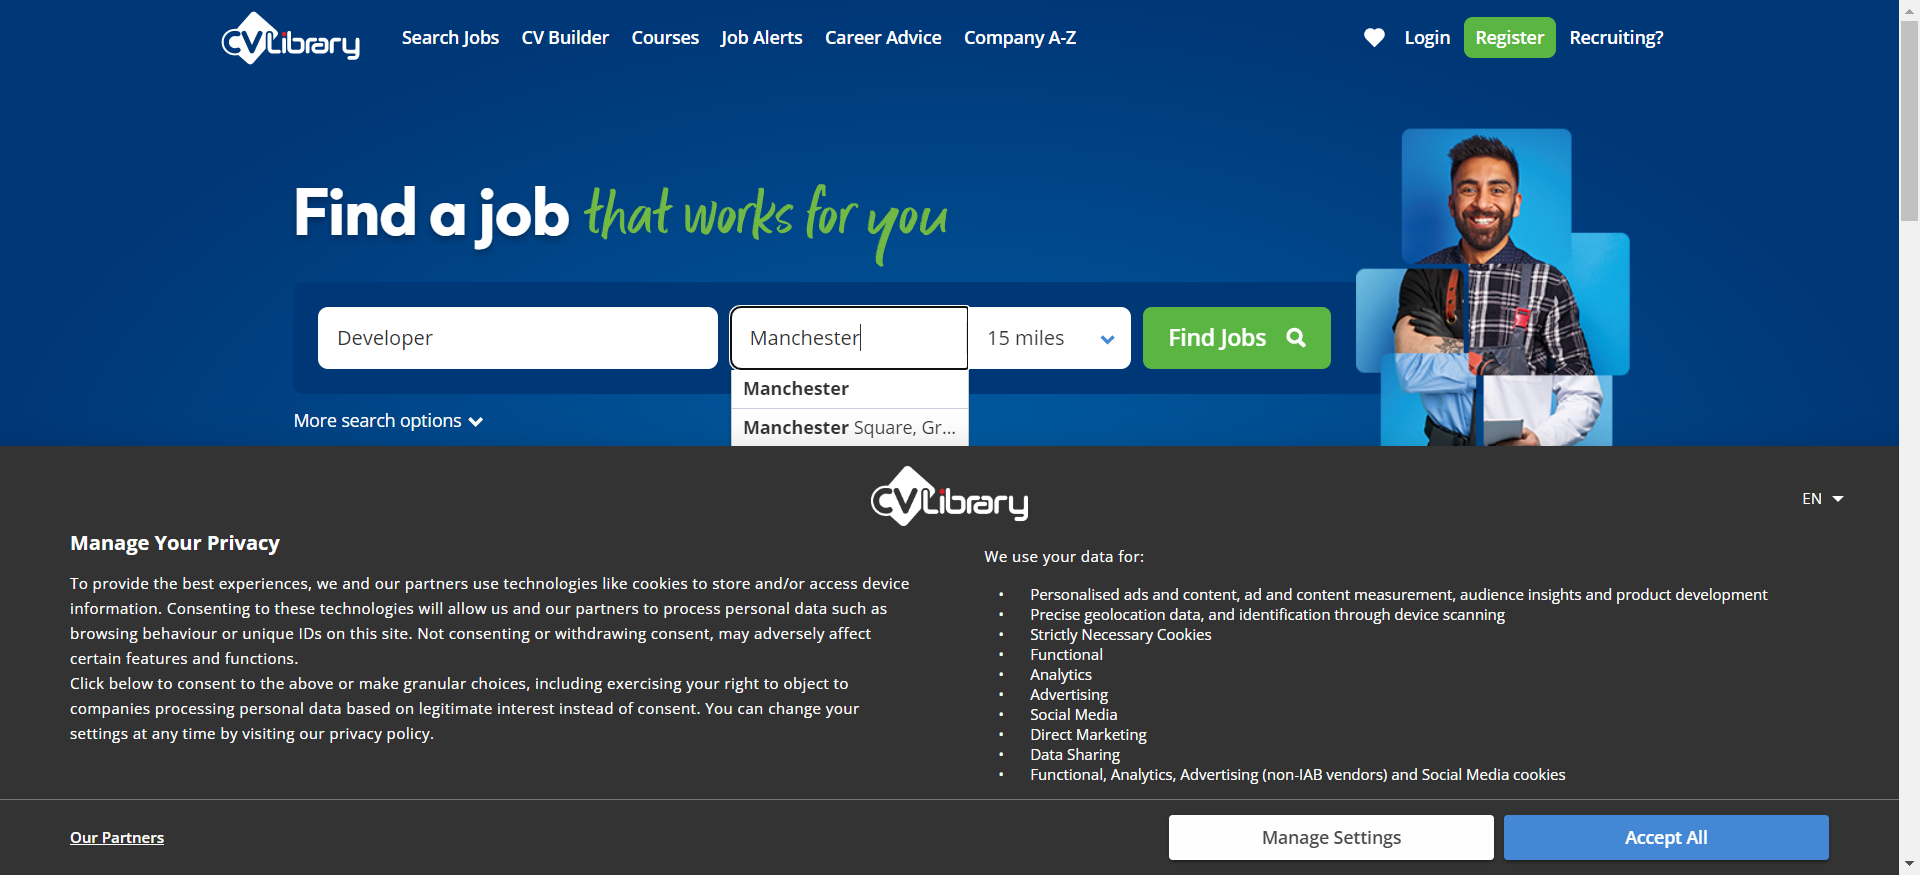 CV Library
Search Jobs
CV Builder
Courses
Job Alerts
Career Advice
Company A-Z
Login
Register
Recruiting?
Find a job that works for you
Developer
Manchester
15 miles
Find Jobs
Manchester
Manchester Square, Gr...
More search options
CV Library
EN
Manage Your Privacy
To provide the best experiences, we and our partners use technologies like cookies to store and/or access device
information. Consenting to these technologies will allow us and our partners to process personal data such as
browsing behaviour or unique IDs on this site. Not consenting or withdrawing consent, may adversely affect
certain features and functions.
Click below to consent to the above or make granular choices, including exercising your right to object to
companies processing personal data based on legitimate interest instead of consent. You can change your
settings at any time by visiting our privacy policy.
We use your data for:
• Personalised ads and content, ad and content measurement, audience insights and product development
• Precise geolocation data, and identification through device scanning
• Strictly Necessary Cookies
• Functional
• Analytics
• Advertising
• Social Media
• Direct Marketing
• Data Sharing
• Functional, Analytics, Advertising (non-IAB vendors) and Social Media cookies
Our Partners
Manage Settings
Accept All